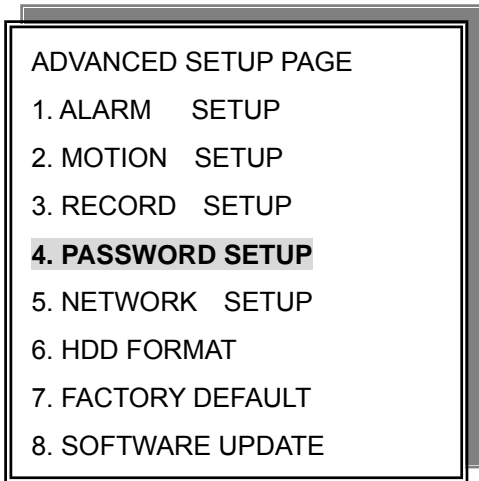 ADVANCED SETUP PAGE
1. ALARM SETUP
2. MOTION SETUP
3. RECORD SETUP
4. PASSWORD SETUP
5. NETWORK SETUP
6. HDD FORMAT
7. FACTORY DEFAULT
8. SOFTWARE UPDATE